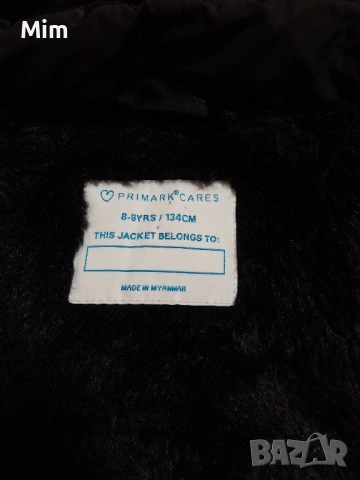 Mim
♡ PRIMARK® CARES
8-9YRS / 134CM
THIS JACKET BELONGS TO:
MADE IN MYANMAR
BAZAR